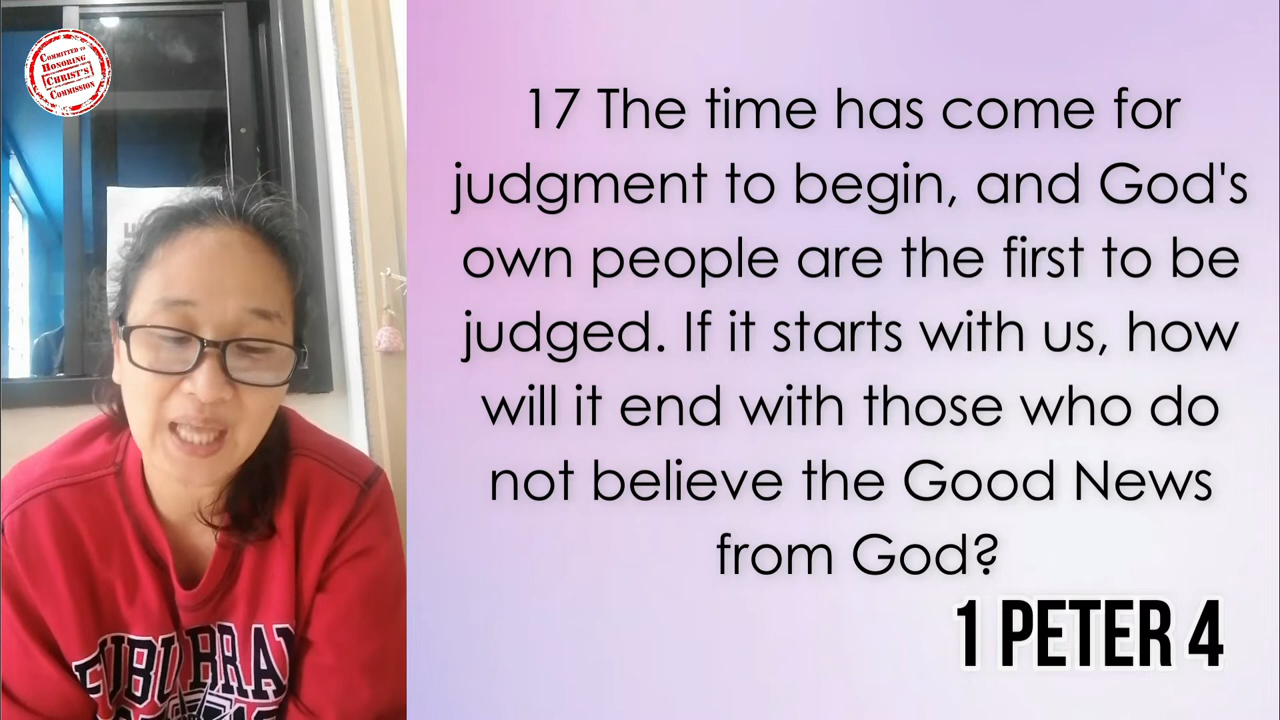 COMMITTED TO
HONORING
CHRIST'S
COMMISSION
17 The time has come for
judgment to begin, and God's
own people are the first to be
judged. If it starts with us, how
will it end with those who do
not believe the Good News
from God?
1 PETER 4